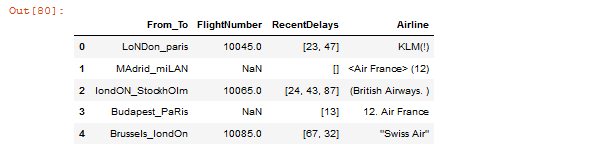 Out[80]:
From_To FlightNumber RecentDelays Airline
0 LoNDon_paris 10045.0 [23, 47] KLM(!)
1 MAdrid_miLAN NaN [] <Air France> (12)
2 londON_StockhOlm 10065.0 [24, 43, 87] (British Airways. )
3 Budapest_PaRis NaN [13] 12. Air France
4 Brussels_londOn 10085.0 [67, 32] "Swiss Air"